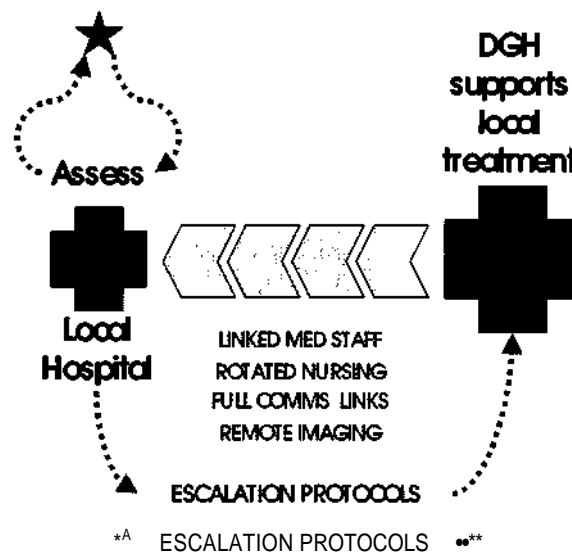 DGH
supports
local
treatment
Assess
Local
Hospital
LINKED MED STAFF
ROTATED NURSING
FULL COMMS LINKS
REMOTE IMAGING
ESCALATION PROTOCOLS
*A ESCALATION PROTOCOLS ••**